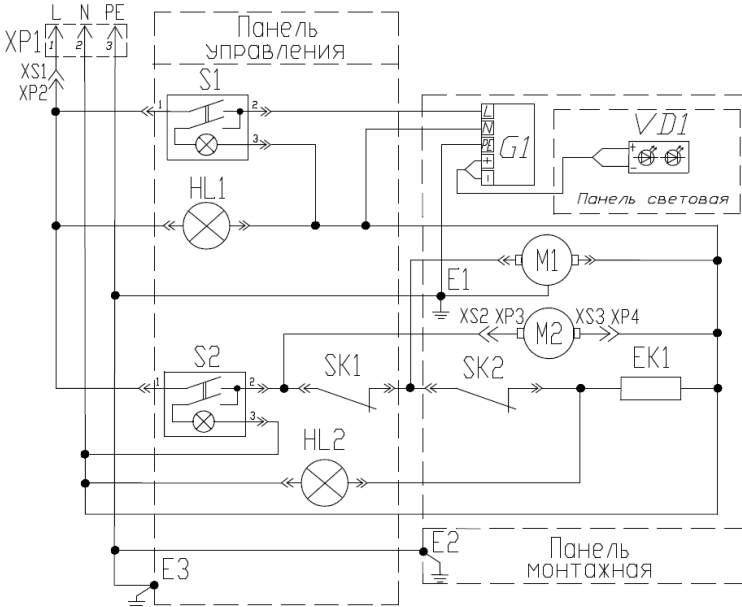 L N PE
XP1
1 2 3
XS1
XP2
Панель
управления
S1
1 2
3
HL1
L
N
PE
+
-
G1
VD1
+
-
Панель световая
M1
E1
XS2 XP3 M2 XS3 XP4
S2
1 2
3
SK1
SK2
EK1
HL2
E2
E3
Панель
монтажная